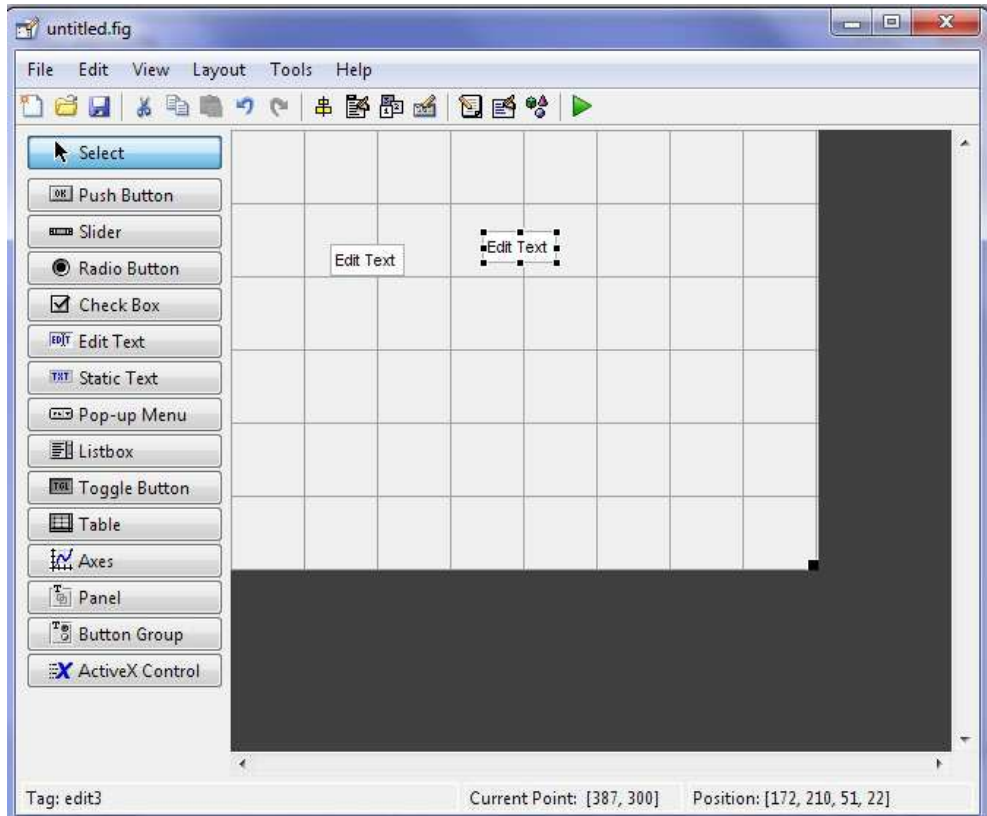 untitled.fig
File Edit View Layout Tools Help
Select
Push Button
Slider
Radio Button
Check Box
Edit Text
Static Text
Pop-up Menu
Listbox
Toggle Button
Table
Axes
Panel
Button Group
ActiveX Control
Edit Text
Edit Text
Tag: edit3 Current Point: [387, 300] Position: [172, 210, 51, 22]